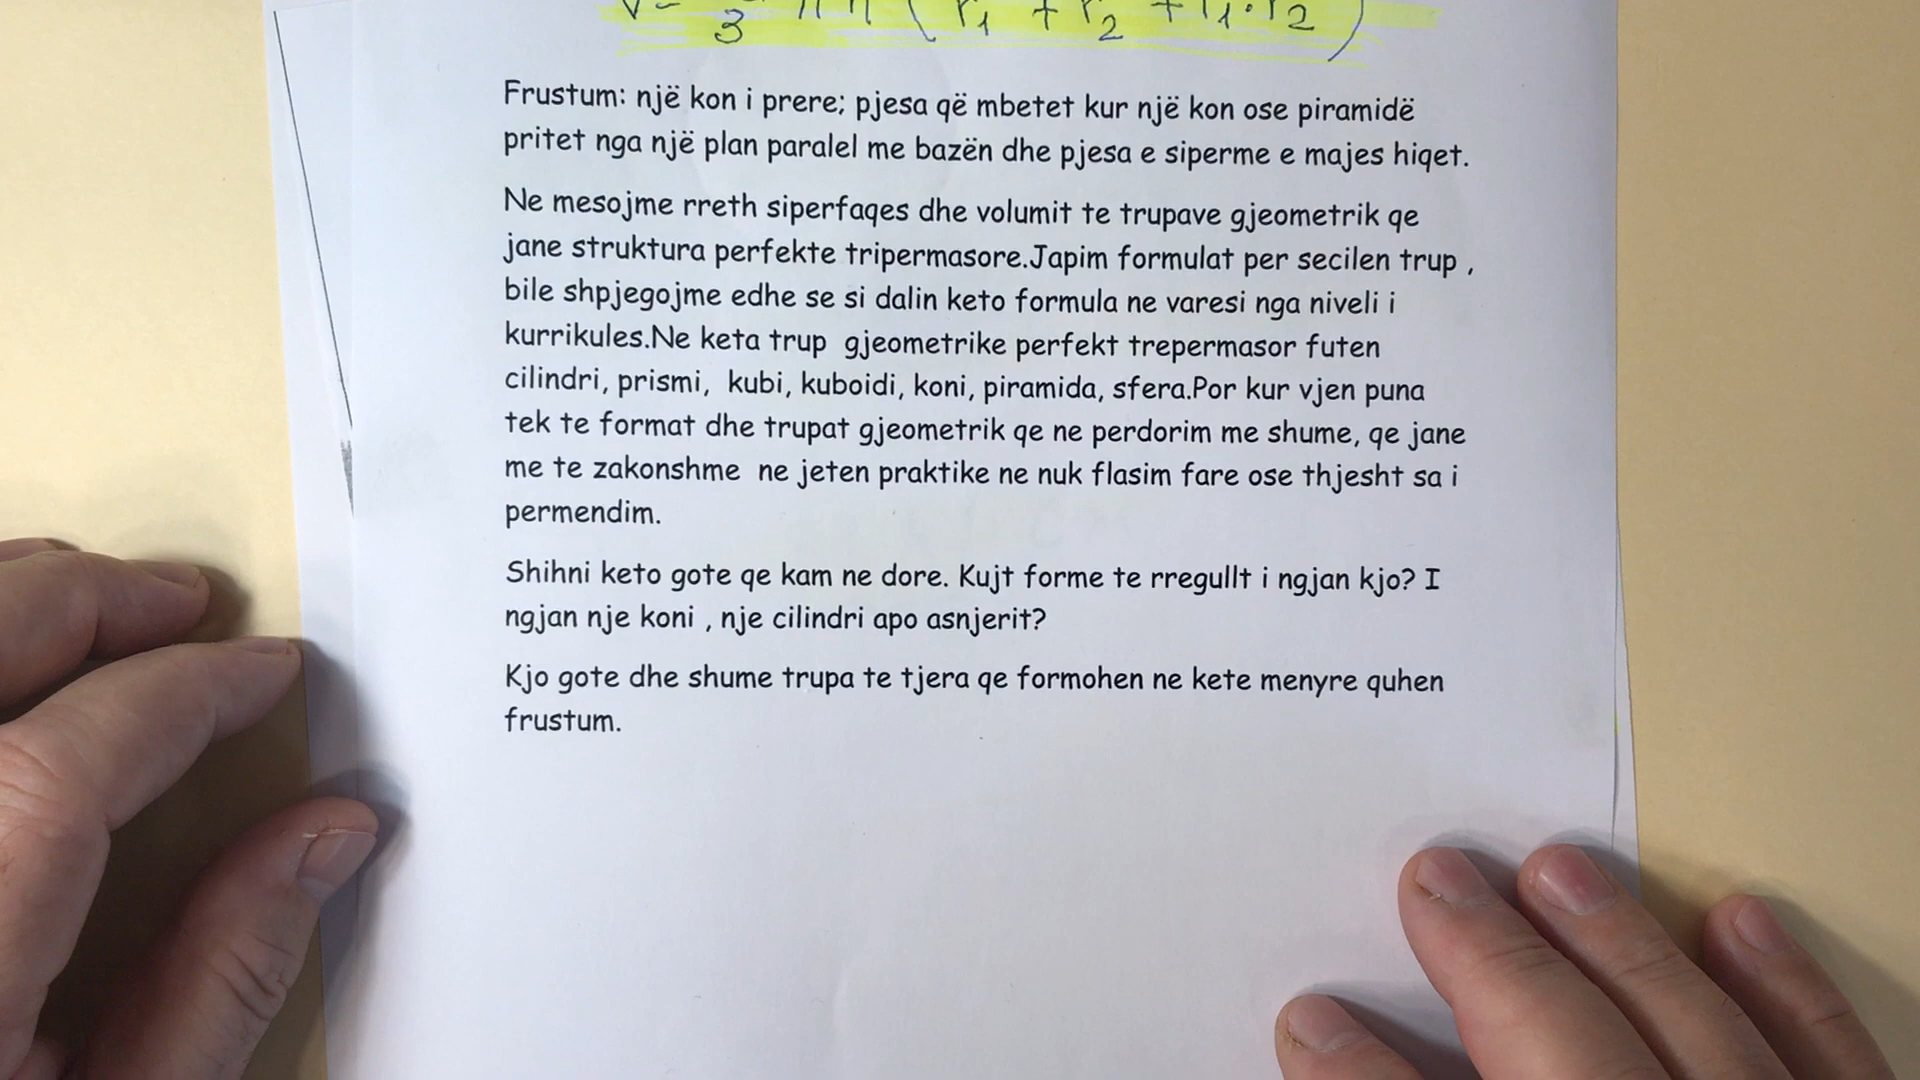 V= 3 π h ( r1 + r2 + r1·r2 )
Frustum: një kon i prere; pjesa që mbetet kur një kon ose piramidë
pritet nga një plan paralel me bazën dhe pjesa e siperme e majes hiqet.
Ne mesojme rreth siperfaqes dhe volumit te trupave gjeometrik qe
jane struktura perfekte tripermasore.Japim formulat per secilen trup ,
bile shpjegojme edhe se si dalin keto formula ne varesi nga niveli i
kurrikules.Ne keta trup gjeometrike perfekt trepermasor futen
cilindri, prismi, kubi, kuboidi, koni, piramida, sfera.Por kur vjen puna
tek te format dhe trupat gjeometrik qe ne perdorim me shume, qe jane
me te zakonshme ne jeten praktike ne nuk flasim fare ose thjesht sa i
permendim.
Shihni keto gote qe kam ne dore. Kujt forme te rregullt i ngjan kjo? I
ngjan nje koni , nje cilindri apo asnjerit?
Kjo gote dhe shume trupa te tjera qe formohen ne kete menyre quhen
frustum.